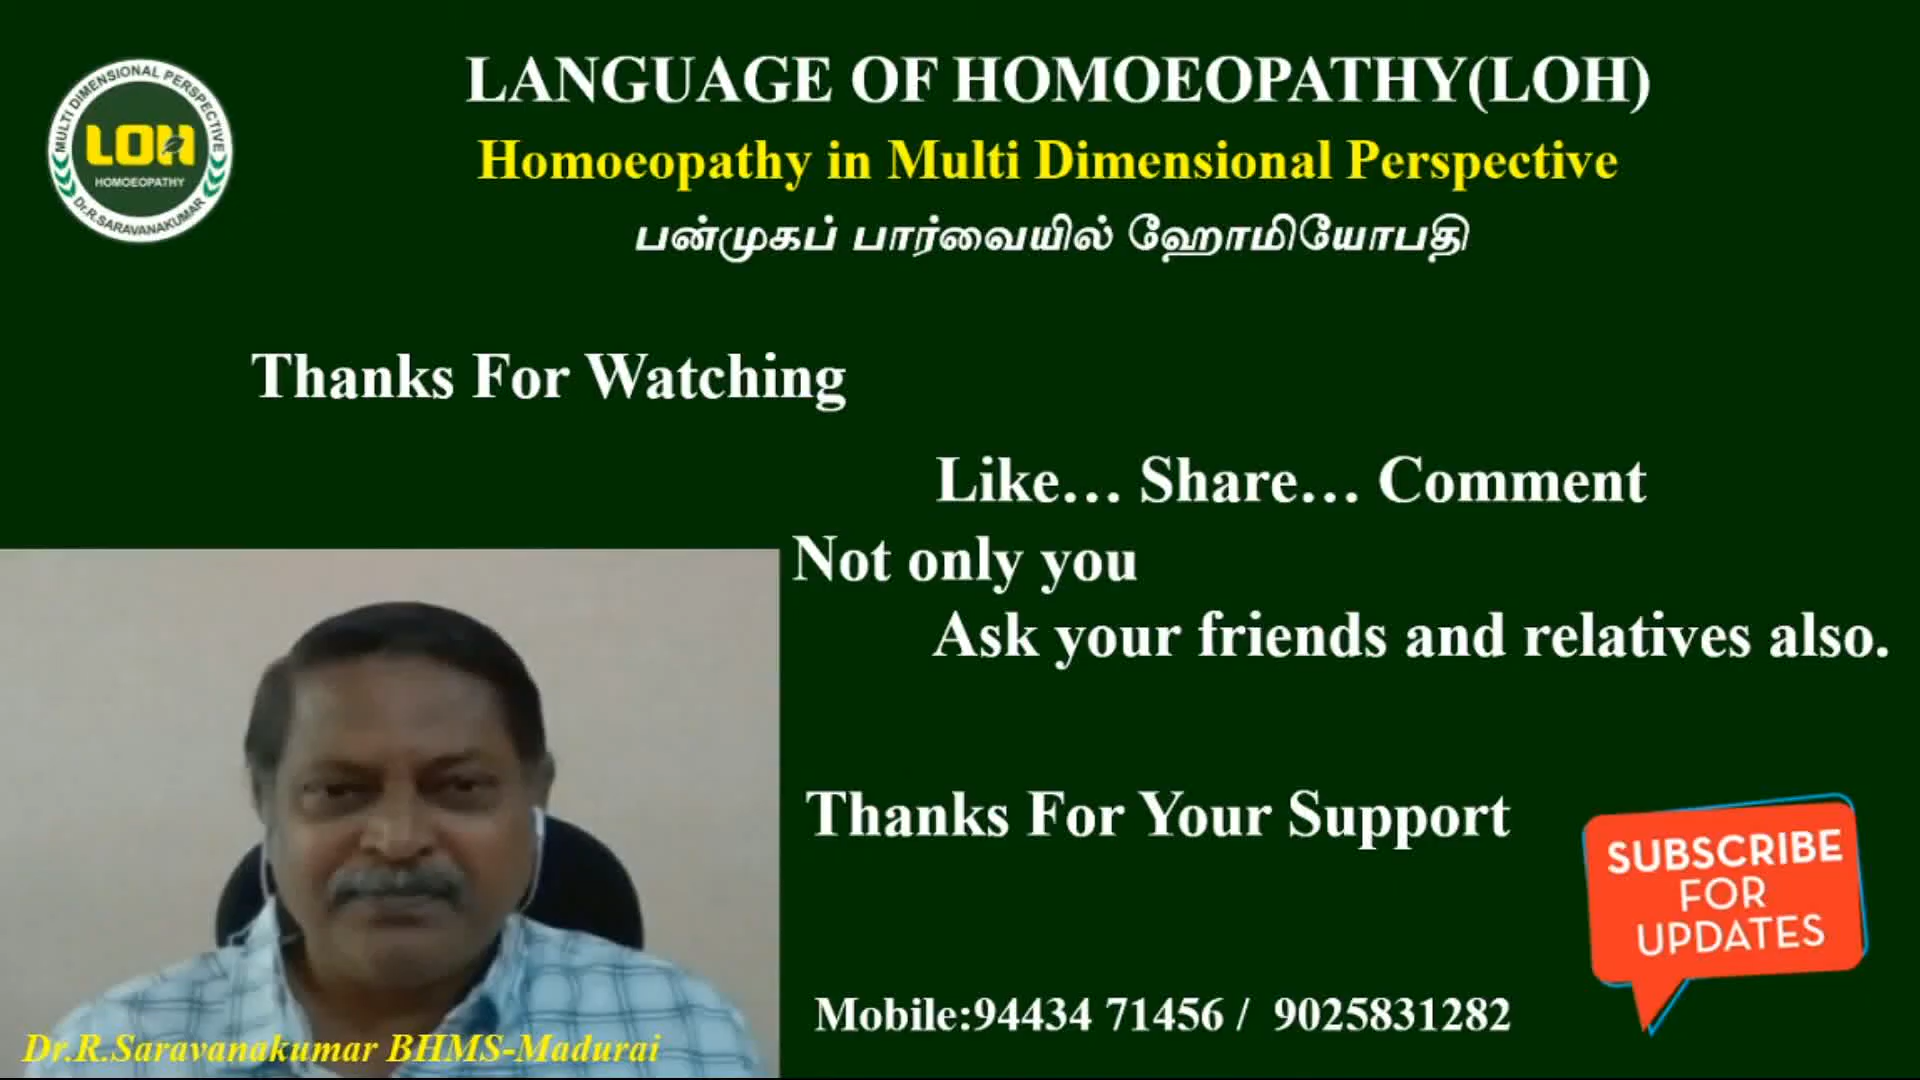 MULTI DIMENSIONAL PERSPECTIVE
LOH
HOMOEOPATHY
Dr.R.SARAVANAKUMAR
LANGUAGE OF HOMOEOPATHY(LOH)
Homoeopathy in Multi Dimensional Perspective
பன்முகப் பார்வையில் ஹோமியோபதி
Thanks For Watching
Like… Share… Comment
Not only you
Ask your friends and relatives also.
Thanks For Your Support
SUBSCRIBE
FOR
UPDATES
Mobile:94434 71456 / 9025831282
Dr.R.Saravanakumar BHMS-Madurai